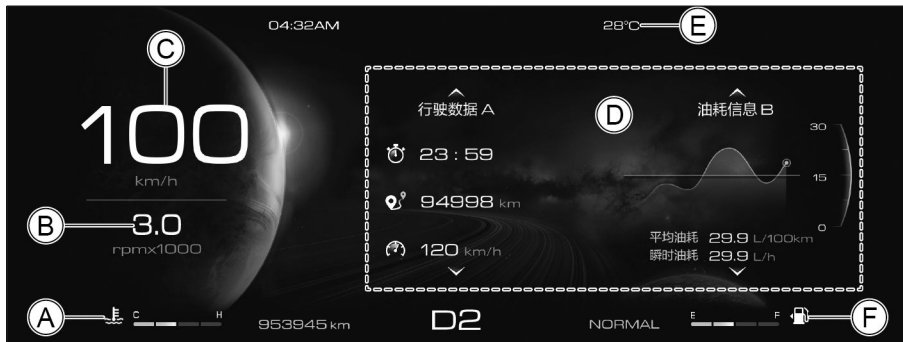 04:32AM
28°C
E
C
100
km/h
B
3.0
rpmx1000
D
行驶数据 A
23 : 59
94998 km
120 km/h
油耗信息 B
30
15
0
平均油耗 29.9 L/100km
瞬时油耗 29.9 L/h
A
C H
953945 km
D2
NORMAL
E F
F